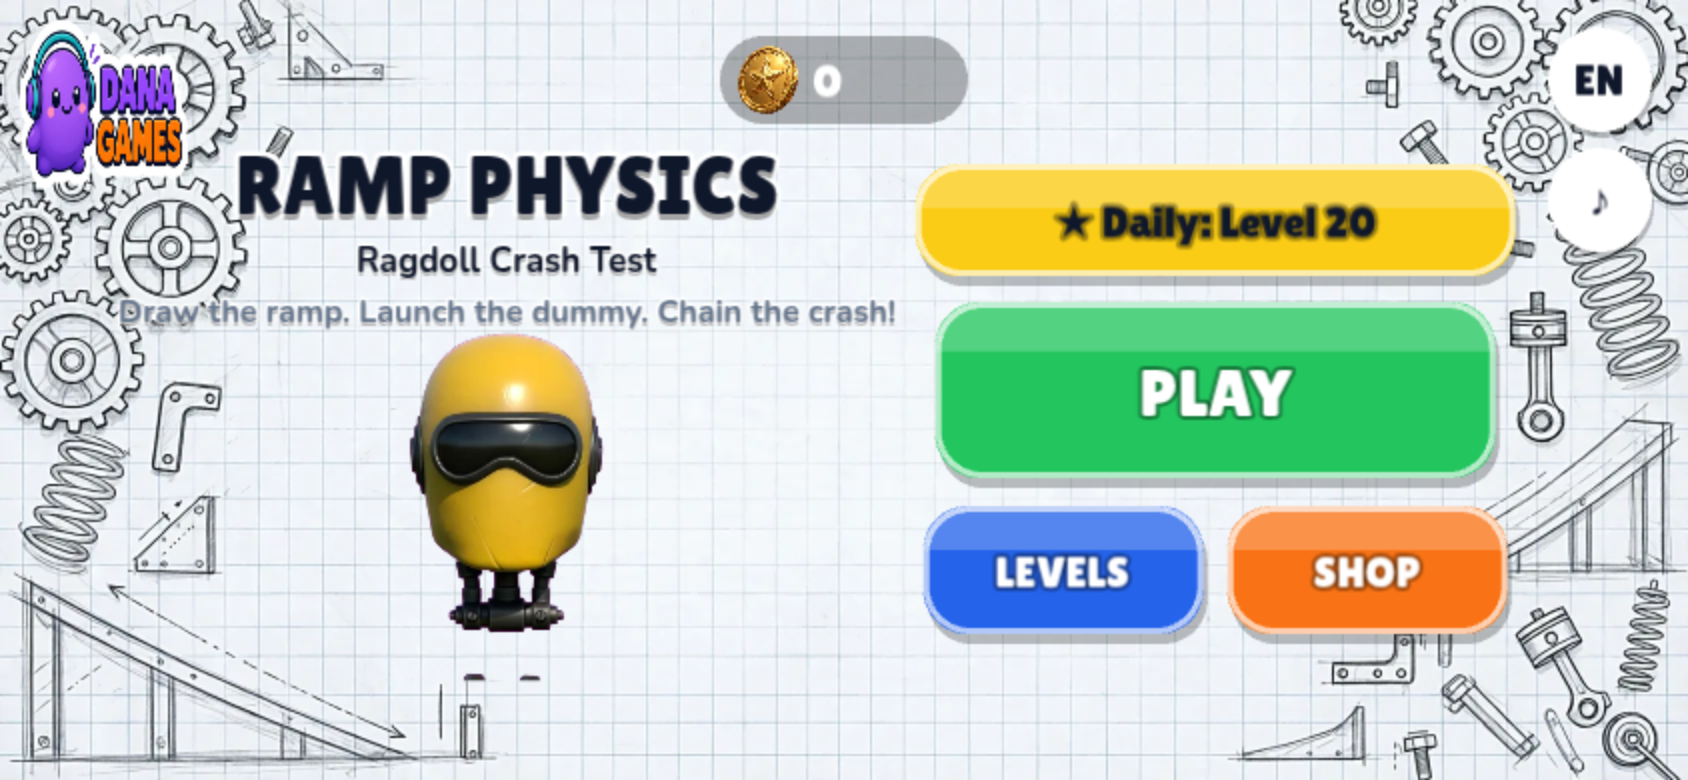 DANA
GAMES
0
EN
RAMP PHYSICS
Ragdoll Crash Test
Draw the ramp. Launch the dummy. Chain the crash!
★ Daily: Level 20
♪
PLAY
LEVELS
SHOP